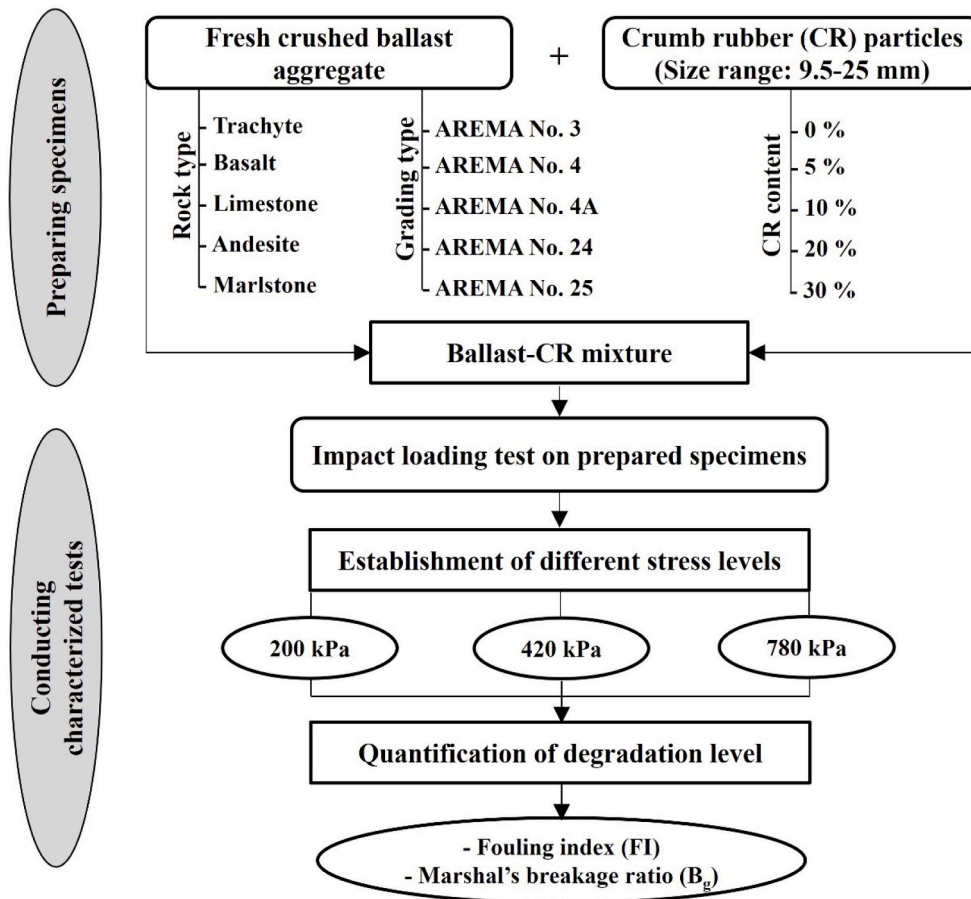 Preparing specimens
Fresh crushed ballast
aggregate
+
Crumb rubber (CR) particles
(Size range: 9.5-25 mm)
Rock type
- Trachyte
- Basalt
- Limestone
- Andesite
- Marlstone
Grading type
- AREMA No. 3
- AREMA No. 4
- AREMA No. 4A
- AREMA No. 24
- AREMA No. 25
CR content
- 0 %
- 5 %
- 10 %
- 20 %
- 30 %
Ballast-CR mixture
Conducting
characterized tests
Impact loading test on prepared specimens
Establishment of different stress levels
200 kPa
420 kPa
780 kPa
Quantification of degradation level
- Fouling index (FI)
- Marshal's breakage ratio (Bg)